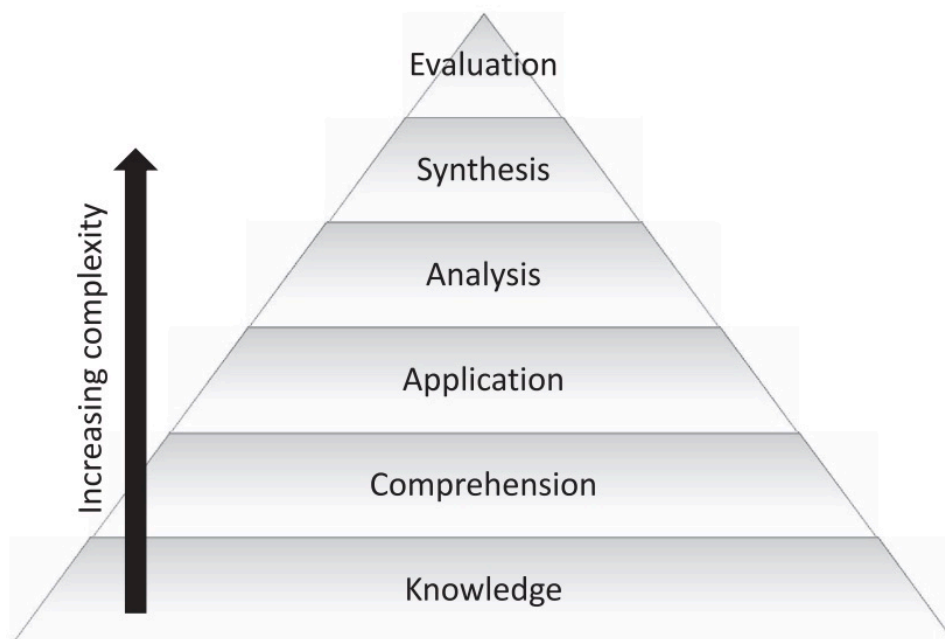 Evaluation
Synthesis
Analysis
Application
Comprehension
Knowledge
Increasing complexity